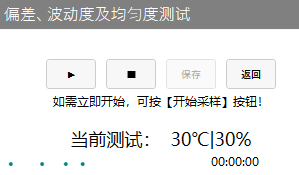 偏差、波动度及均匀度测试
▶ ■ 保存 返回
如需立即开始，可按【开始采样】按钮！
当前测试： 30℃|30%
00:00:00